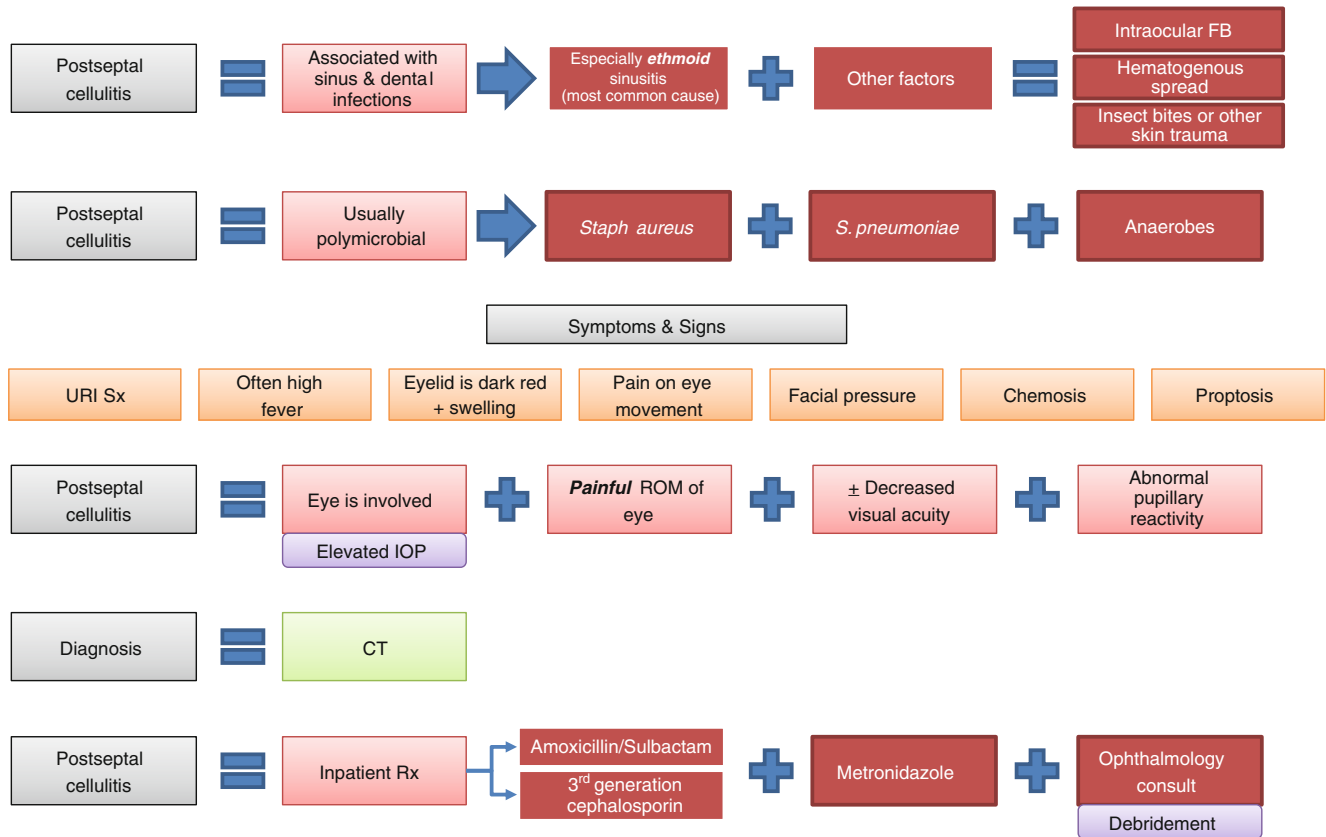 Postseptal
cellulitis
Associated with
sinus & dental
infections
Especially ethmoid
sinusitis
(most common cause)
Other factors
Intraocular FB
Hematogenous
spread
Insect bites or other
skin trauma
Postseptal
cellulitis
Usually
polymicrobial
Staph aureus
S. pneumoniae
Anaerobes
Symptoms & Signs
URI Sx
Often high
fever
Eyelid is dark red
+ swelling
Pain on eye
movement
Facial pressure
Chemosis
Proptosis
Postseptal
cellulitis
Eye is involved
Elevated IOP
Painful ROM of
eye
± Decreased
visual acuity
Abnormal
pupillary
reactivity
Diagnosis
CT
Postseptal
cellulitis
Inpatient Rx
Amoxicillin/Sulbactam
3rd generation
cephalosporin
Metronidazole
Ophthalmology
consult
Debridement